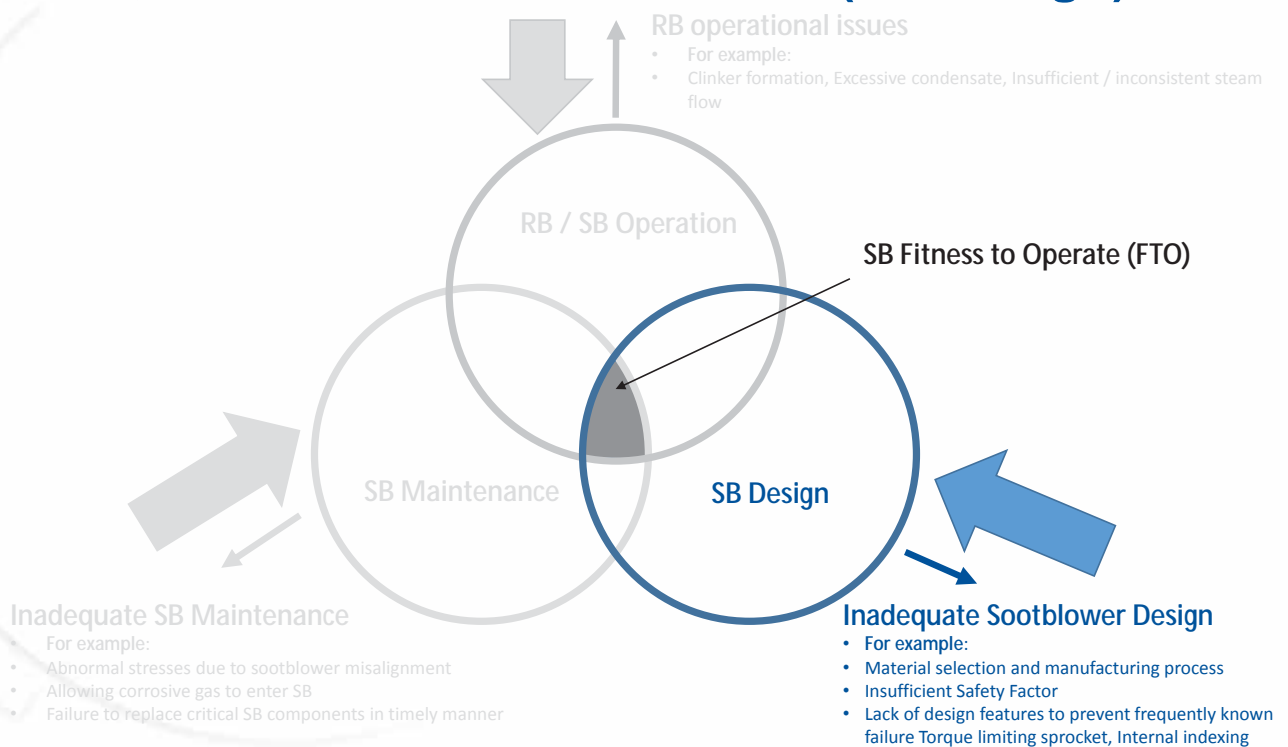 RB operational issues
• For example:
• Clinker formation, Excessive condensate, Insufficient / inconsistent steam
flow
RB / SB Operation
SB Fitness to Operate (FTO)
SB Maintenance
SB Design
Inadequate SB Maintenance
• For example:
• Abnormal stresses due to sootblower misalignment
• Allowing corrosive gas to enter SB
• Failure to replace critical SB components in timely manner
Inadequate Sootblower Design
• For example:
• Material selection and manufacturing process
• Insufficient Safety Factor
• Lack of design features to prevent frequently known
failure Torque limiting sprocket, Internal indexing